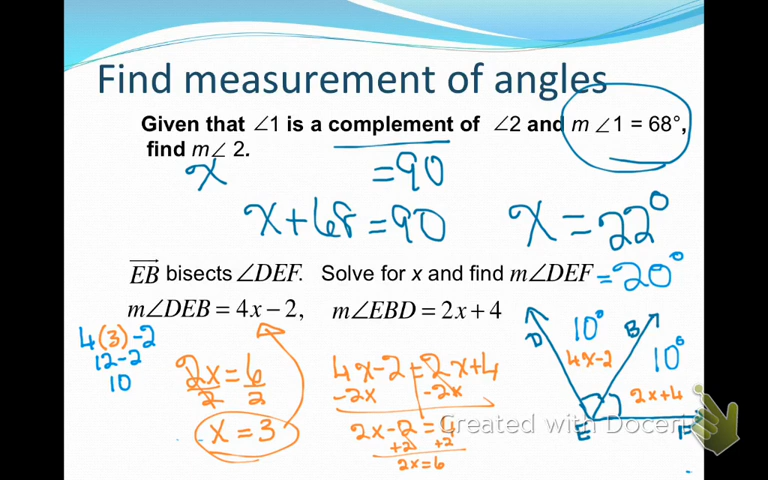 Find measurement of angles
Given that ∠1 is a complement of ∠2 and m ∠1 = 68°,
find m∠ 2.
x = 90
x + 68 = 90 x = 22°
EB bisects ∠DEF. Solve for x and find m∠DEF = 20°
m∠DEB = 4x − 2, m∠EBD = 2x + 4
4(3) - 2
12 - 2
10
2x = 6
2 2
x = 3
4x - 2 = 2x + 4
-2x -2x
2x - 2 = 4
+2 +2
2x = 6
D 10° B
4x - 2 10°
2x + 4
E F
Created with Doceri